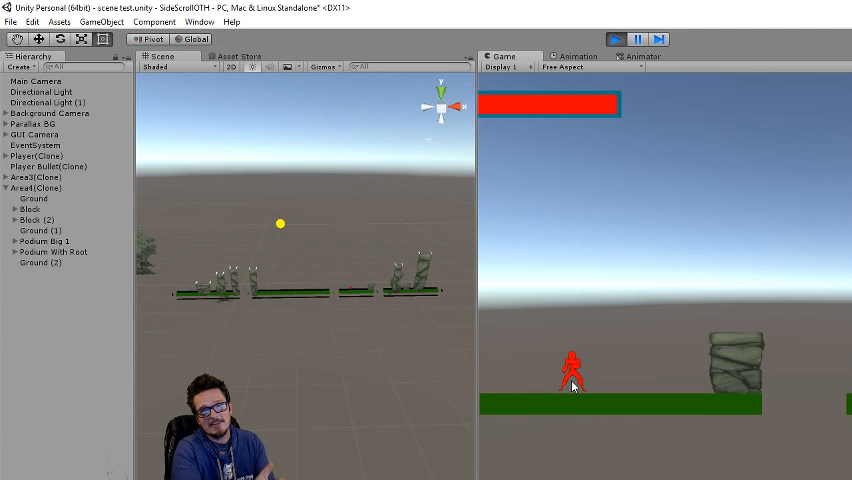 Unity Personal (64bit) - scene test.unity - SideScrollOTH - PC, Mac & Linux Standalone* <DX11>
File Edit Assets GameObject Component Window Help
Pivot Global
Hierarchy Scene Asset Store Game Animation Animator
Create All Shaded 2D Gizmos All Display 1 Free Aspect
Main Camera
Directional Light
Directional Light (1)
Background Camera
Parallax BG
GUI Camera
EventSystem
Player(Clone)
Player Bullet(Clone)
Area3(Clone)
Area4(Clone)
Ground
Block
Block (2)
Ground (1)
Podium Big 1
Podium With Root
Ground (2)
y
x